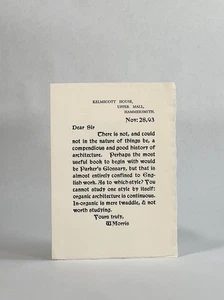 KELMSCOTT HOUSE,
UPPER MALL,
HAMMERSMITH.
Nov: 28, 93
Dear Sir
There is not, and could
not in the nature of things be, a
compendious and good history of
architecture. Perhaps the most
useful book to begin with would
be Parker's Glossary, but that is
almost entirely confined to Eng-
lish work. As to which style? You
cannot study one style by itself:
organic architecture is continuous.
In-organic is mere twaddle, & not
worth studying.
Yours truly,
W. Morris